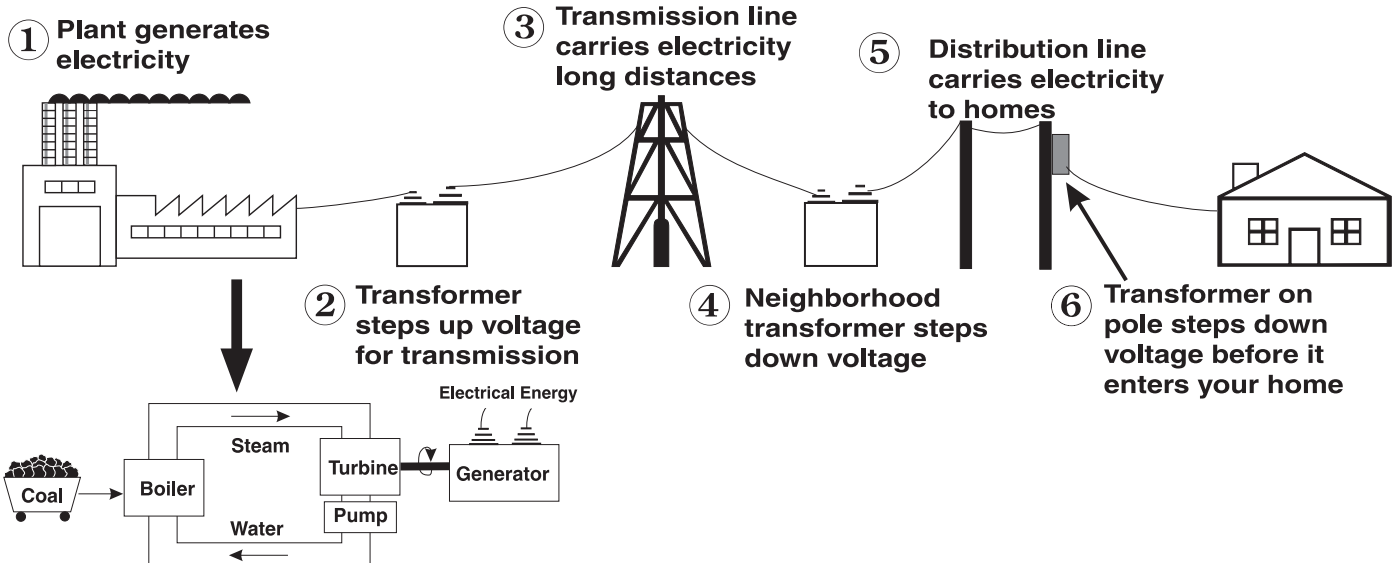 1 Plant generates
electricity
2 Transformer
steps up voltage
for transmission
3 Transmission line
carries electricity
long distances
4 Neighborhood
transformer steps
down voltage
5 Distribution line
carries electricity
to homes
6 Transformer on
pole steps down
voltage before it
enters your home
Coal
Boiler
Steam
Water
Turbine
Pump
Electrical Energy
Generator